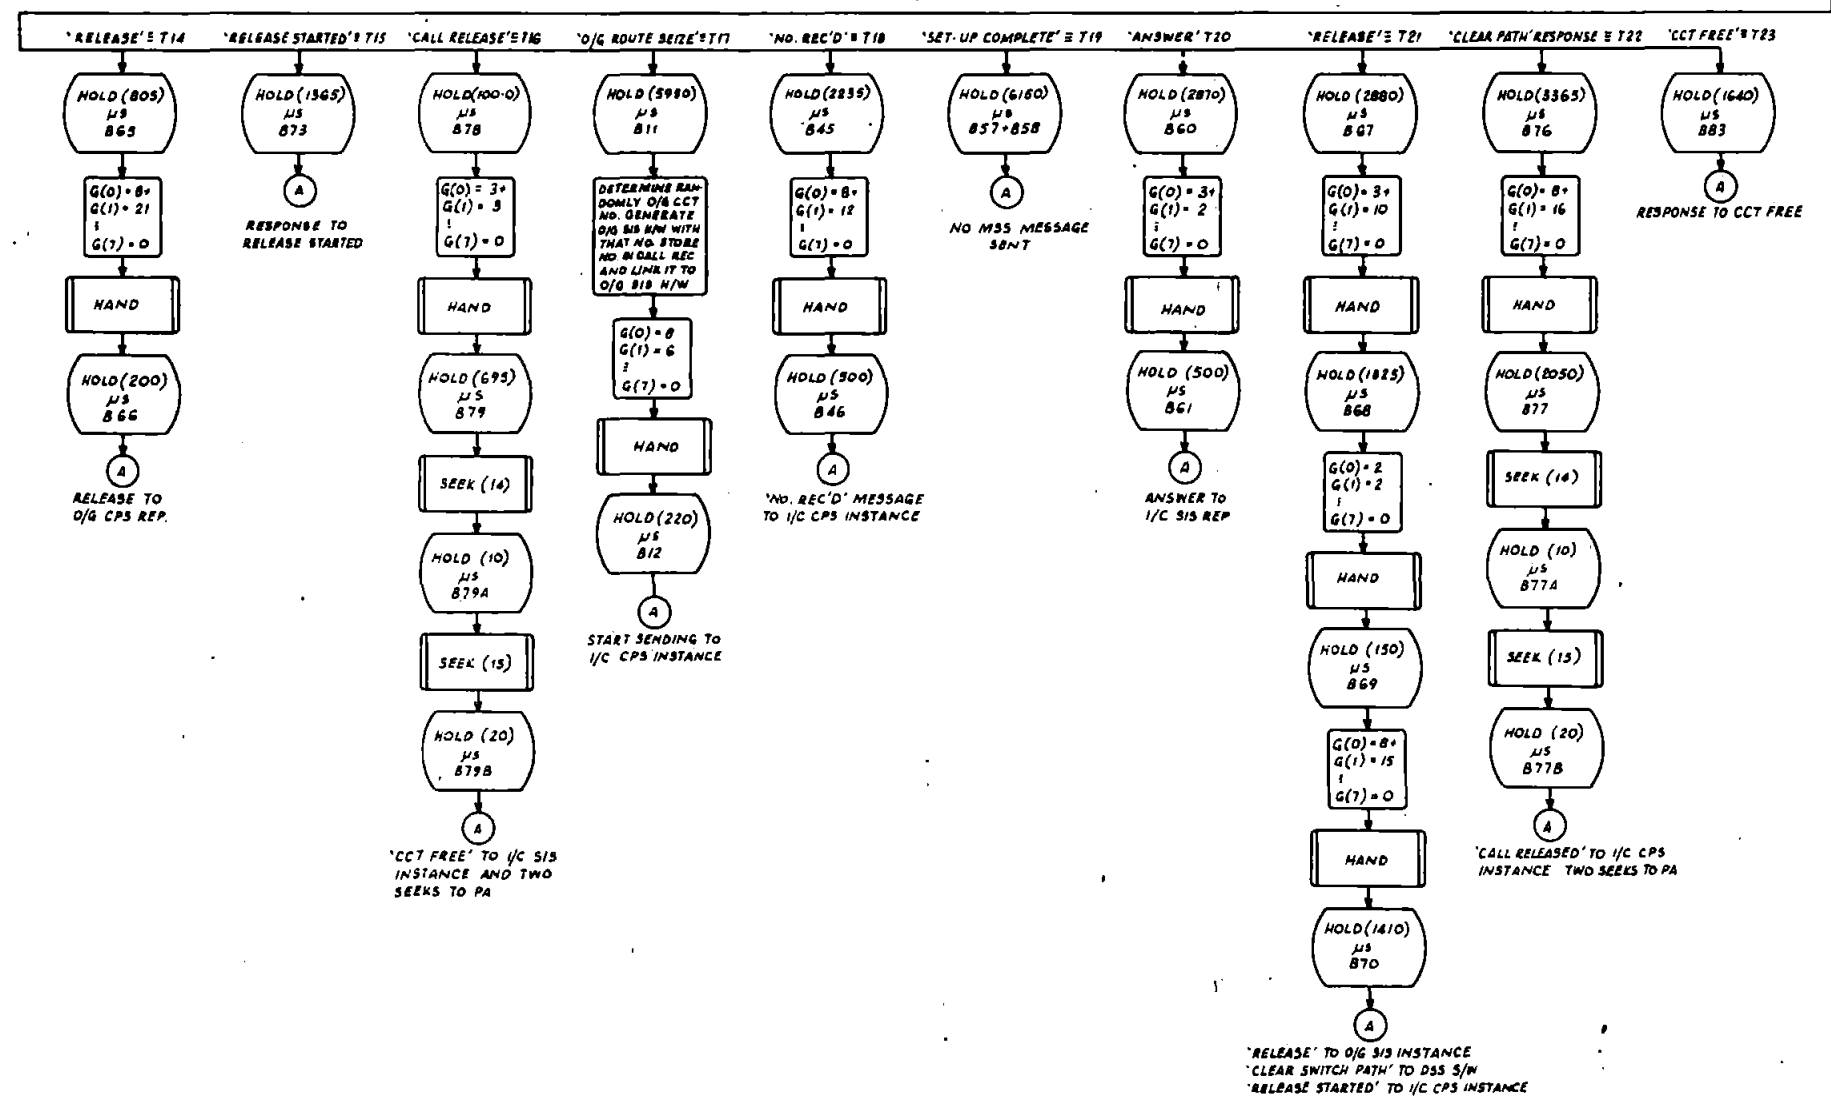 'RELEASE' ≡ T14
'RELEASE STARTED' ≡ T15
'CALL RELEASE' ≡ T16
'O/G ROUTE SEIZE' ≡ T17
'NO. REC'D' ≡ T18
'SET-UP COMPLETE' ≡ T19
'ANSWER' T20
'RELEASE' ≡ T21
'CLEAR PATH' RESPONSE ≡ T22
'CCT FREE' ≡ T23
HOLD (805)
μs
B65
G(0) = 8+
G(1) = 21
⋮
G(7) = 0
HAND
HOLD (200)
μs
B66
A
RELEASE TO
O/G CPS REP.
HOLD (1365)
μs
B73
A
RESPONSE TO
RELEASE STARTED
HOLD (100.0)
μs
B78
G(0) = 3+
G(1) = 3
⋮
G(7) = 0
HAND
HOLD (695)
μs
B79
SEEK (14)
HOLD (10)
μs
B79A
SEEK (15)
HOLD (20)
μs
B79B
A
'CCT FREE' TO I/C SIS
INSTANCE AND TWO
SEEKS TO PA
HOLD (5980)
μs
B11
DETERMINE RAN-
DOMLY O/G CCT
NO. GENERATE
O/G SIS H/W WITH
THAT NO. STORE
NO. IN CALL REC
AND LINK IT TO
O/G SIS H/W
G(0) = 8
G(1) = 6
⋮
G(7) = 0
HAND
HOLD (220)
μs
B12
A
START SENDING TO
I/C CPS INSTANCE
HOLD (2835)
μs
B45
G(0) = 8+
G(1) = 12
⋮
G(7) = 0
HAND
HOLD (500)
μs
B46
A
'NO. REC'D' MESSAGE
TO I/C CPS INSTANCE
HOLD (6160)
μs
B57+B58
A
NO MSS MESSAGE
SENT
HOLD (2870)
μs
B60
G(0) = 3+
G(1) = 2
⋮
G(7) = 0
HAND
HOLD (500)
μs
B61
A
ANSWER TO
I/C SIS REP
HOLD (2880)
μs
B67
G(0) = 3+
G(1) = 10
⋮
G(7) = 0
HAND
HOLD (1825)
μs
B68
G(0) = 2
G(1) = 2
⋮
G(7) = 0
HAND
HOLD (150)
μs
B69
G(0) = 8+
G(1) = 15
⋮
G(7) = 0
HAND
HOLD (1410)
μs
B70
A
'RELEASE' TO O/G SIS INSTANCE
'CLEAR SWITCH PATH' TO DSS S/W
'RELEASE STARTED' TO I/C CPS INSTANCE
HOLD (3365)
μs
B76
G(0) = 8+
G(1) = 16
⋮
G(7) = 0
HAND
HOLD (2050)
μs
B77
SEEK (14)
HOLD (10)
μs
B77A
SEEK (15)
HOLD (20)
μs
B77B
A
'CALL RELEASED' TO I/C CPS
INSTANCE TWO SEEKS TO PA
HOLD (1640)
μs
B83
A
RESPONSE TO CCT FREE